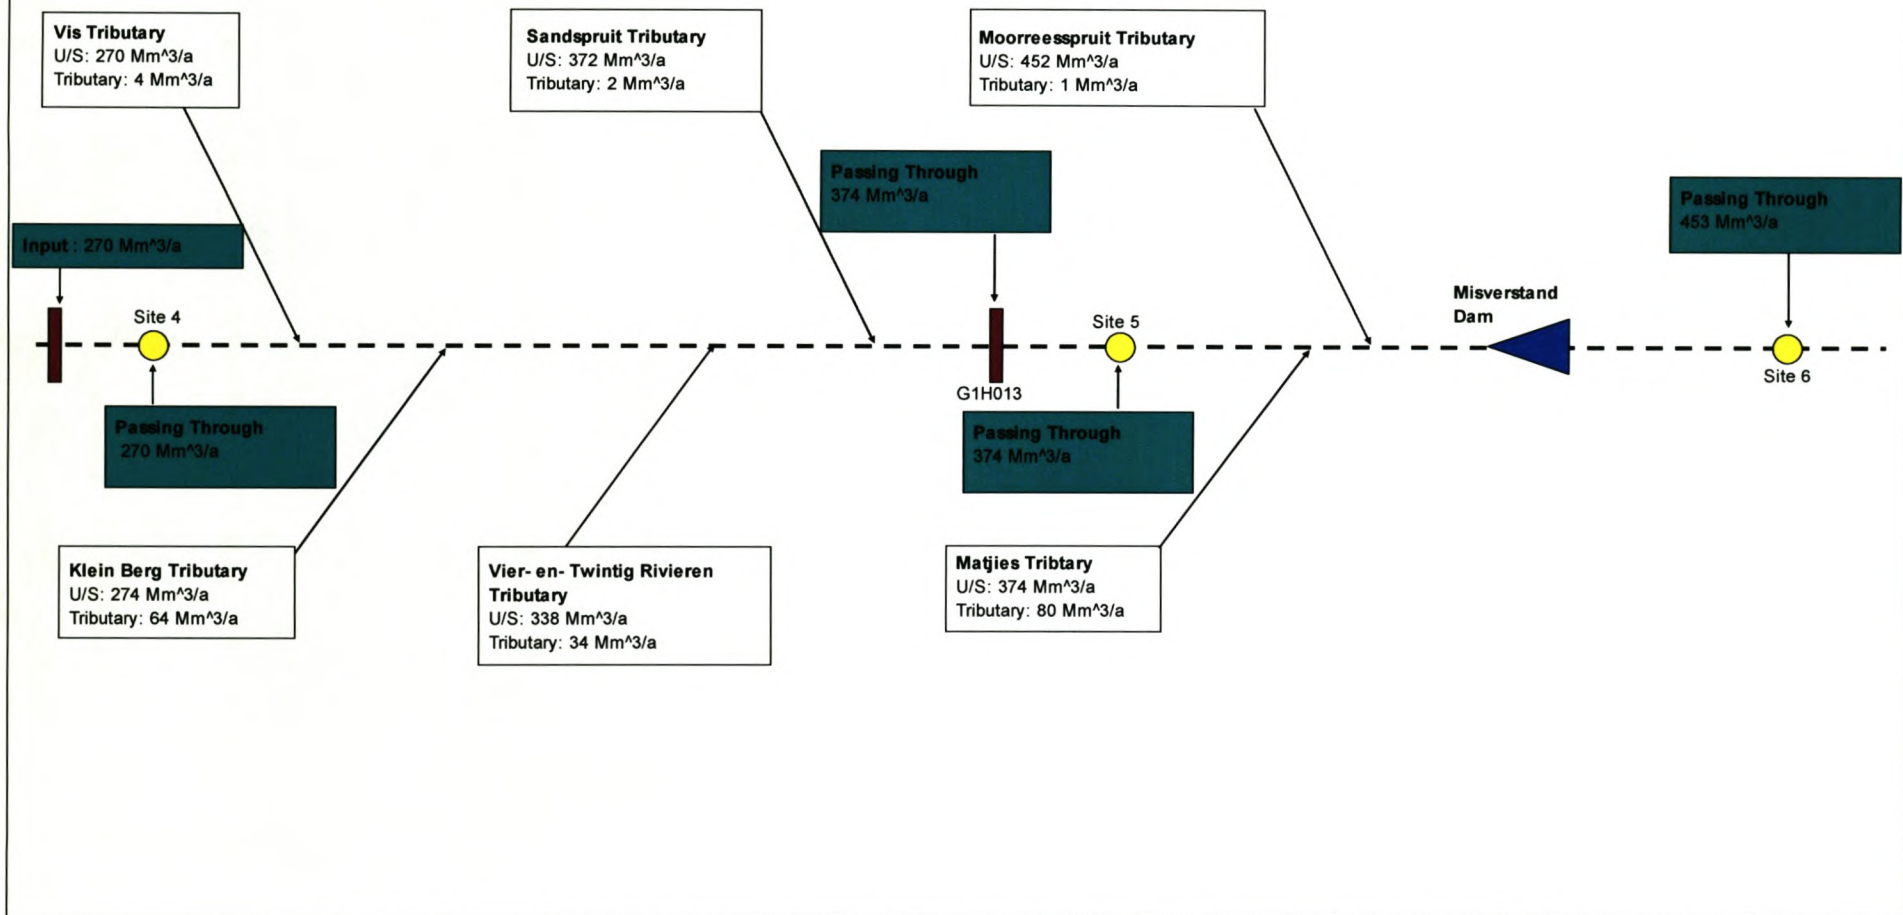 Vis Tributary
U/S: 270 Mm^3/a
Tributary: 4 Mm^3/a
Sandspruit Tributary
U/S: 372 Mm^3/a
Tributary: 2 Mm^3/a
Moorreesspruit Tributary
U/S: 452 Mm^3/a
Tributary: 1 Mm^3/a
Passing Through
374 Mm^3/a
Passing Through
453 Mm^3/a
Input : 270 Mm^3/a
Misverstand
Dam
Site 4
Site 5
Site 6
G1H013
Passing Through
270 Mm^3/a
Passing Through
374 Mm^3/a
Klein Berg Tributary
U/S: 274 Mm^3/a
Tributary: 64 Mm^3/a
Vier- en- Twintig Rivieren
Tributary
U/S: 338 Mm^3/a
Tributary: 34 Mm^3/a
Matjies Tribtary
U/S: 374 Mm^3/a
Tributary: 80 Mm^3/a